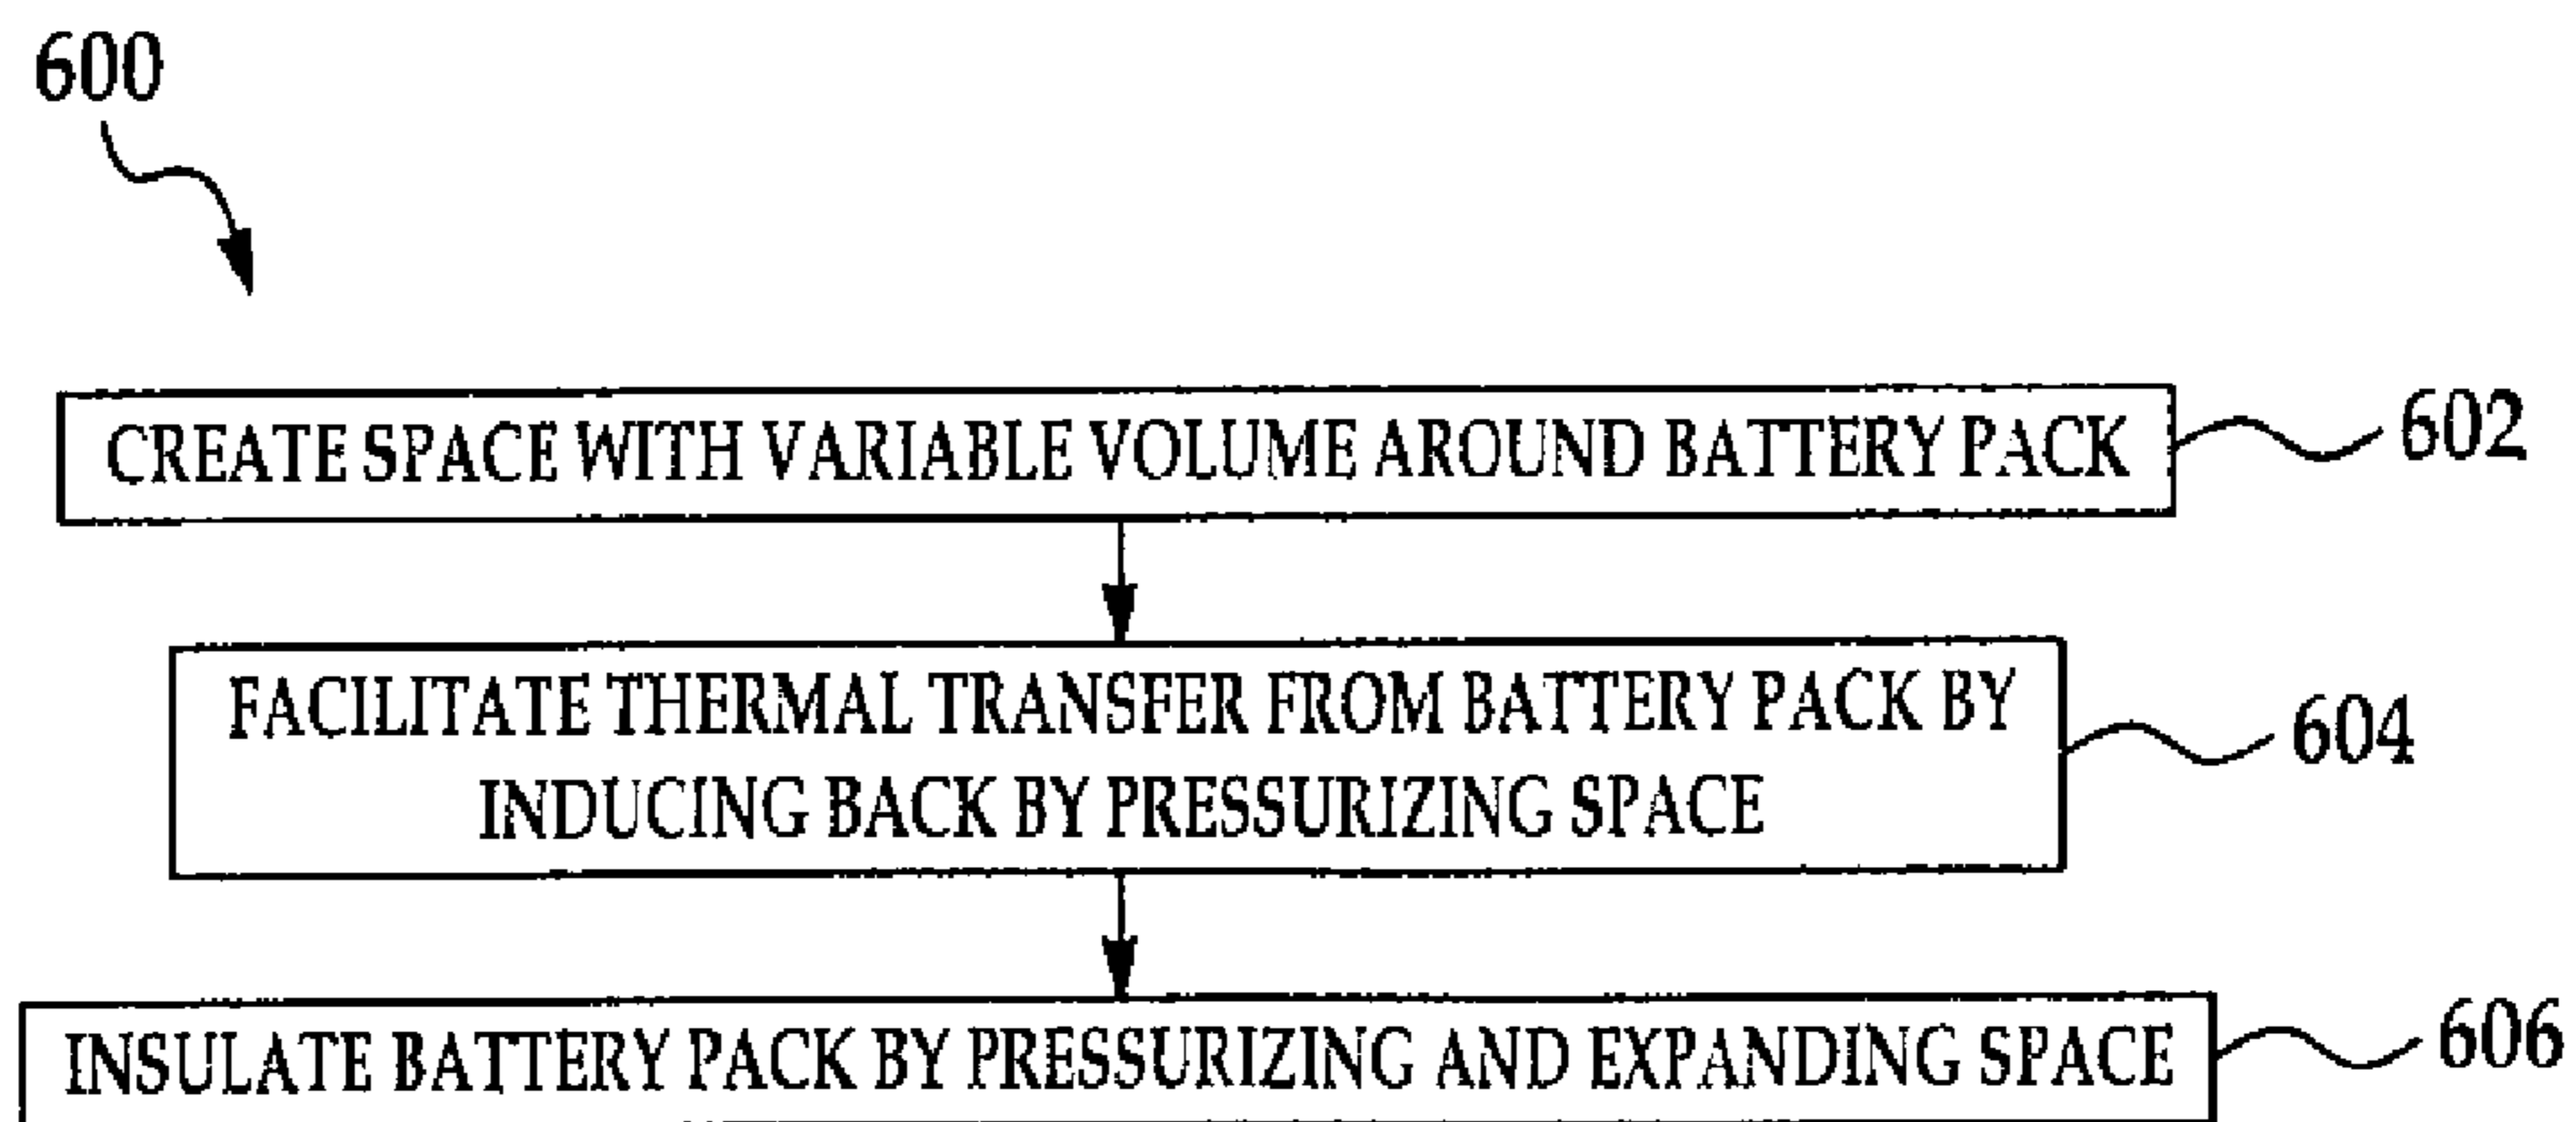 600
CREATE SPACE WITH VARIABLE VOLUME AROUND BATTERY PACK
602
FACILITATE THERMAL TRANSFER FROM BATTERY PACK BY
INDUCING BACK BY PRESSURIZING SPACE
604
INSULATE BATTERY PACK BY PRESSURIZING AND EXPANDING SPACE
606